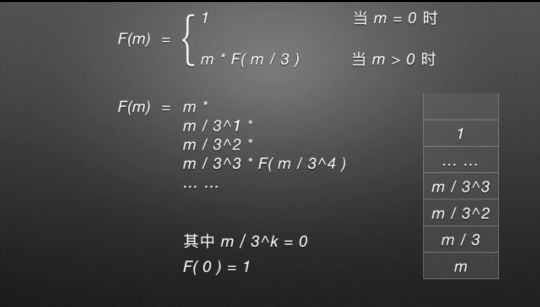 F(m) =
1 当 m = 0 时
m * F( m / 3 ) 当 m > 0 时
F(m) = m *
m / 3^1 *
m / 3^2 *
m / 3^3 * F( m / 3^4 )
... ...
其中 m / 3^k = 0
F( 0 ) = 1
1
... ...
m / 3^3
m / 3^2
m / 3
m